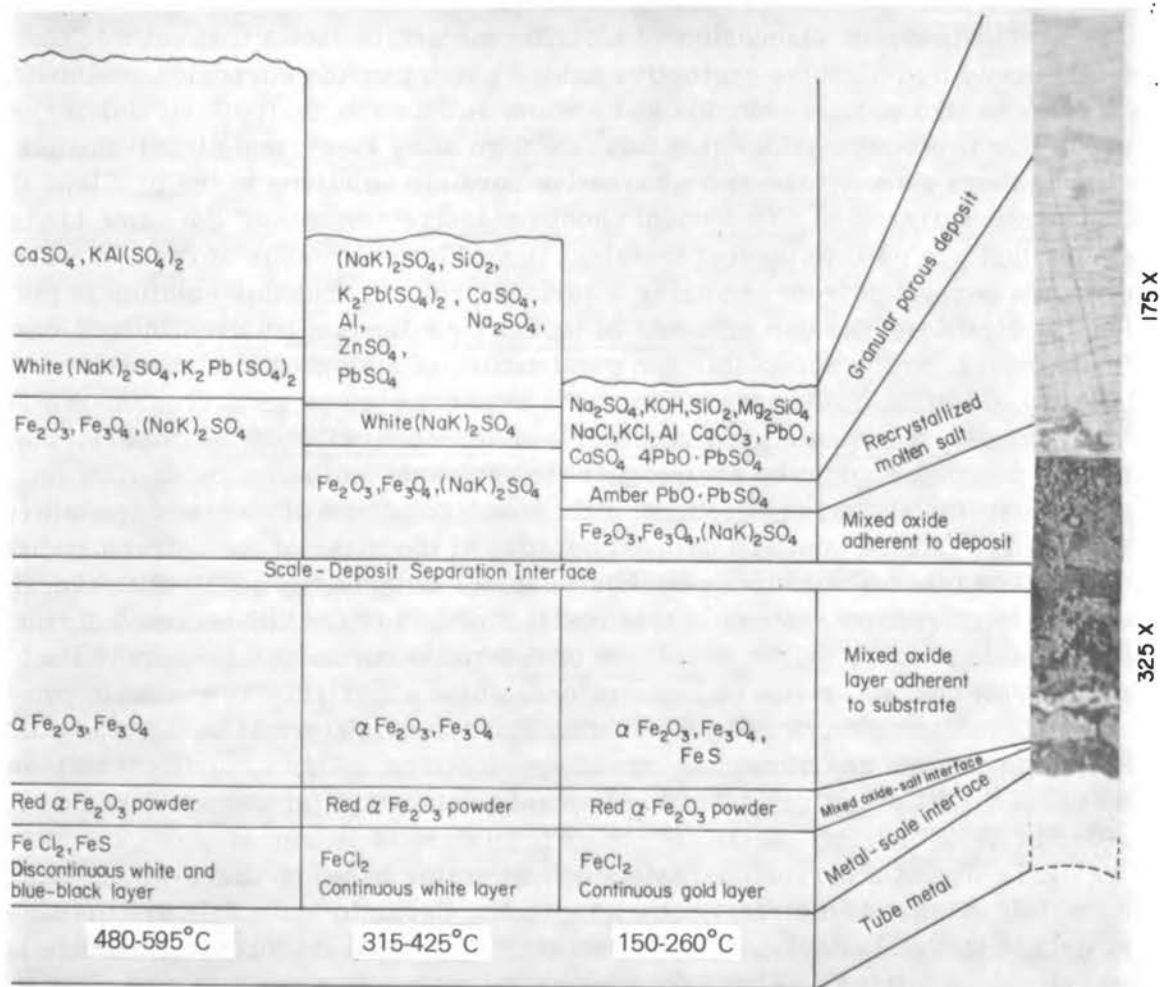 CaSO₄, KAl(SO₄)₂
White (NaK)₂SO₄, K₂Pb(SO₄)₂
Fe₂O₃, Fe₃O₄, (NaK)₂SO₄
(NaK)₂SO₄, SiO₂,
K₂Pb(SO₄)₂, CaSO₄,
Al, Na₂SO₄,
ZnSO₄,
PbSO₄
White (NaK)₂SO₄
Fe₂O₃, Fe₃O₄, (NaK)₂SO₄
Na₂SO₄, KOH, SiO₂, Mg₂SiO₄
NaCl, KCl, Al CaCO₃, PbO,
CaSO₄ 4PbO·PbSO₄
Amber PbO·PbSO₄
Fe₂O₃, Fe₃O₄, (NaK)₂SO₄
Granular porous deposit
Recrystallized
molten salt
Mixed oxide
adherent to deposit
Scale-Deposit Separation Interface
α Fe₂O₃, Fe₃O₄
α Fe₂O₃, Fe₃O₄
α Fe₂O₃, Fe₃O₄,
FeS
Mixed oxide
layer adherent
to substrate
Red α Fe₂O₃ powder
Red α Fe₂O₃ powder
Red α-Fe₂O₃ powder
Mixed oxide-salt interface
Fe Cl₂, FeS
Discontinuous white and
blue-black layer
FeCl₂
Continuous white layer
FeCl₂
Continuous gold layer
Metal-scale interface
Tube metal
480-595°C
315-425°C
150-260°C
175 X
325 X